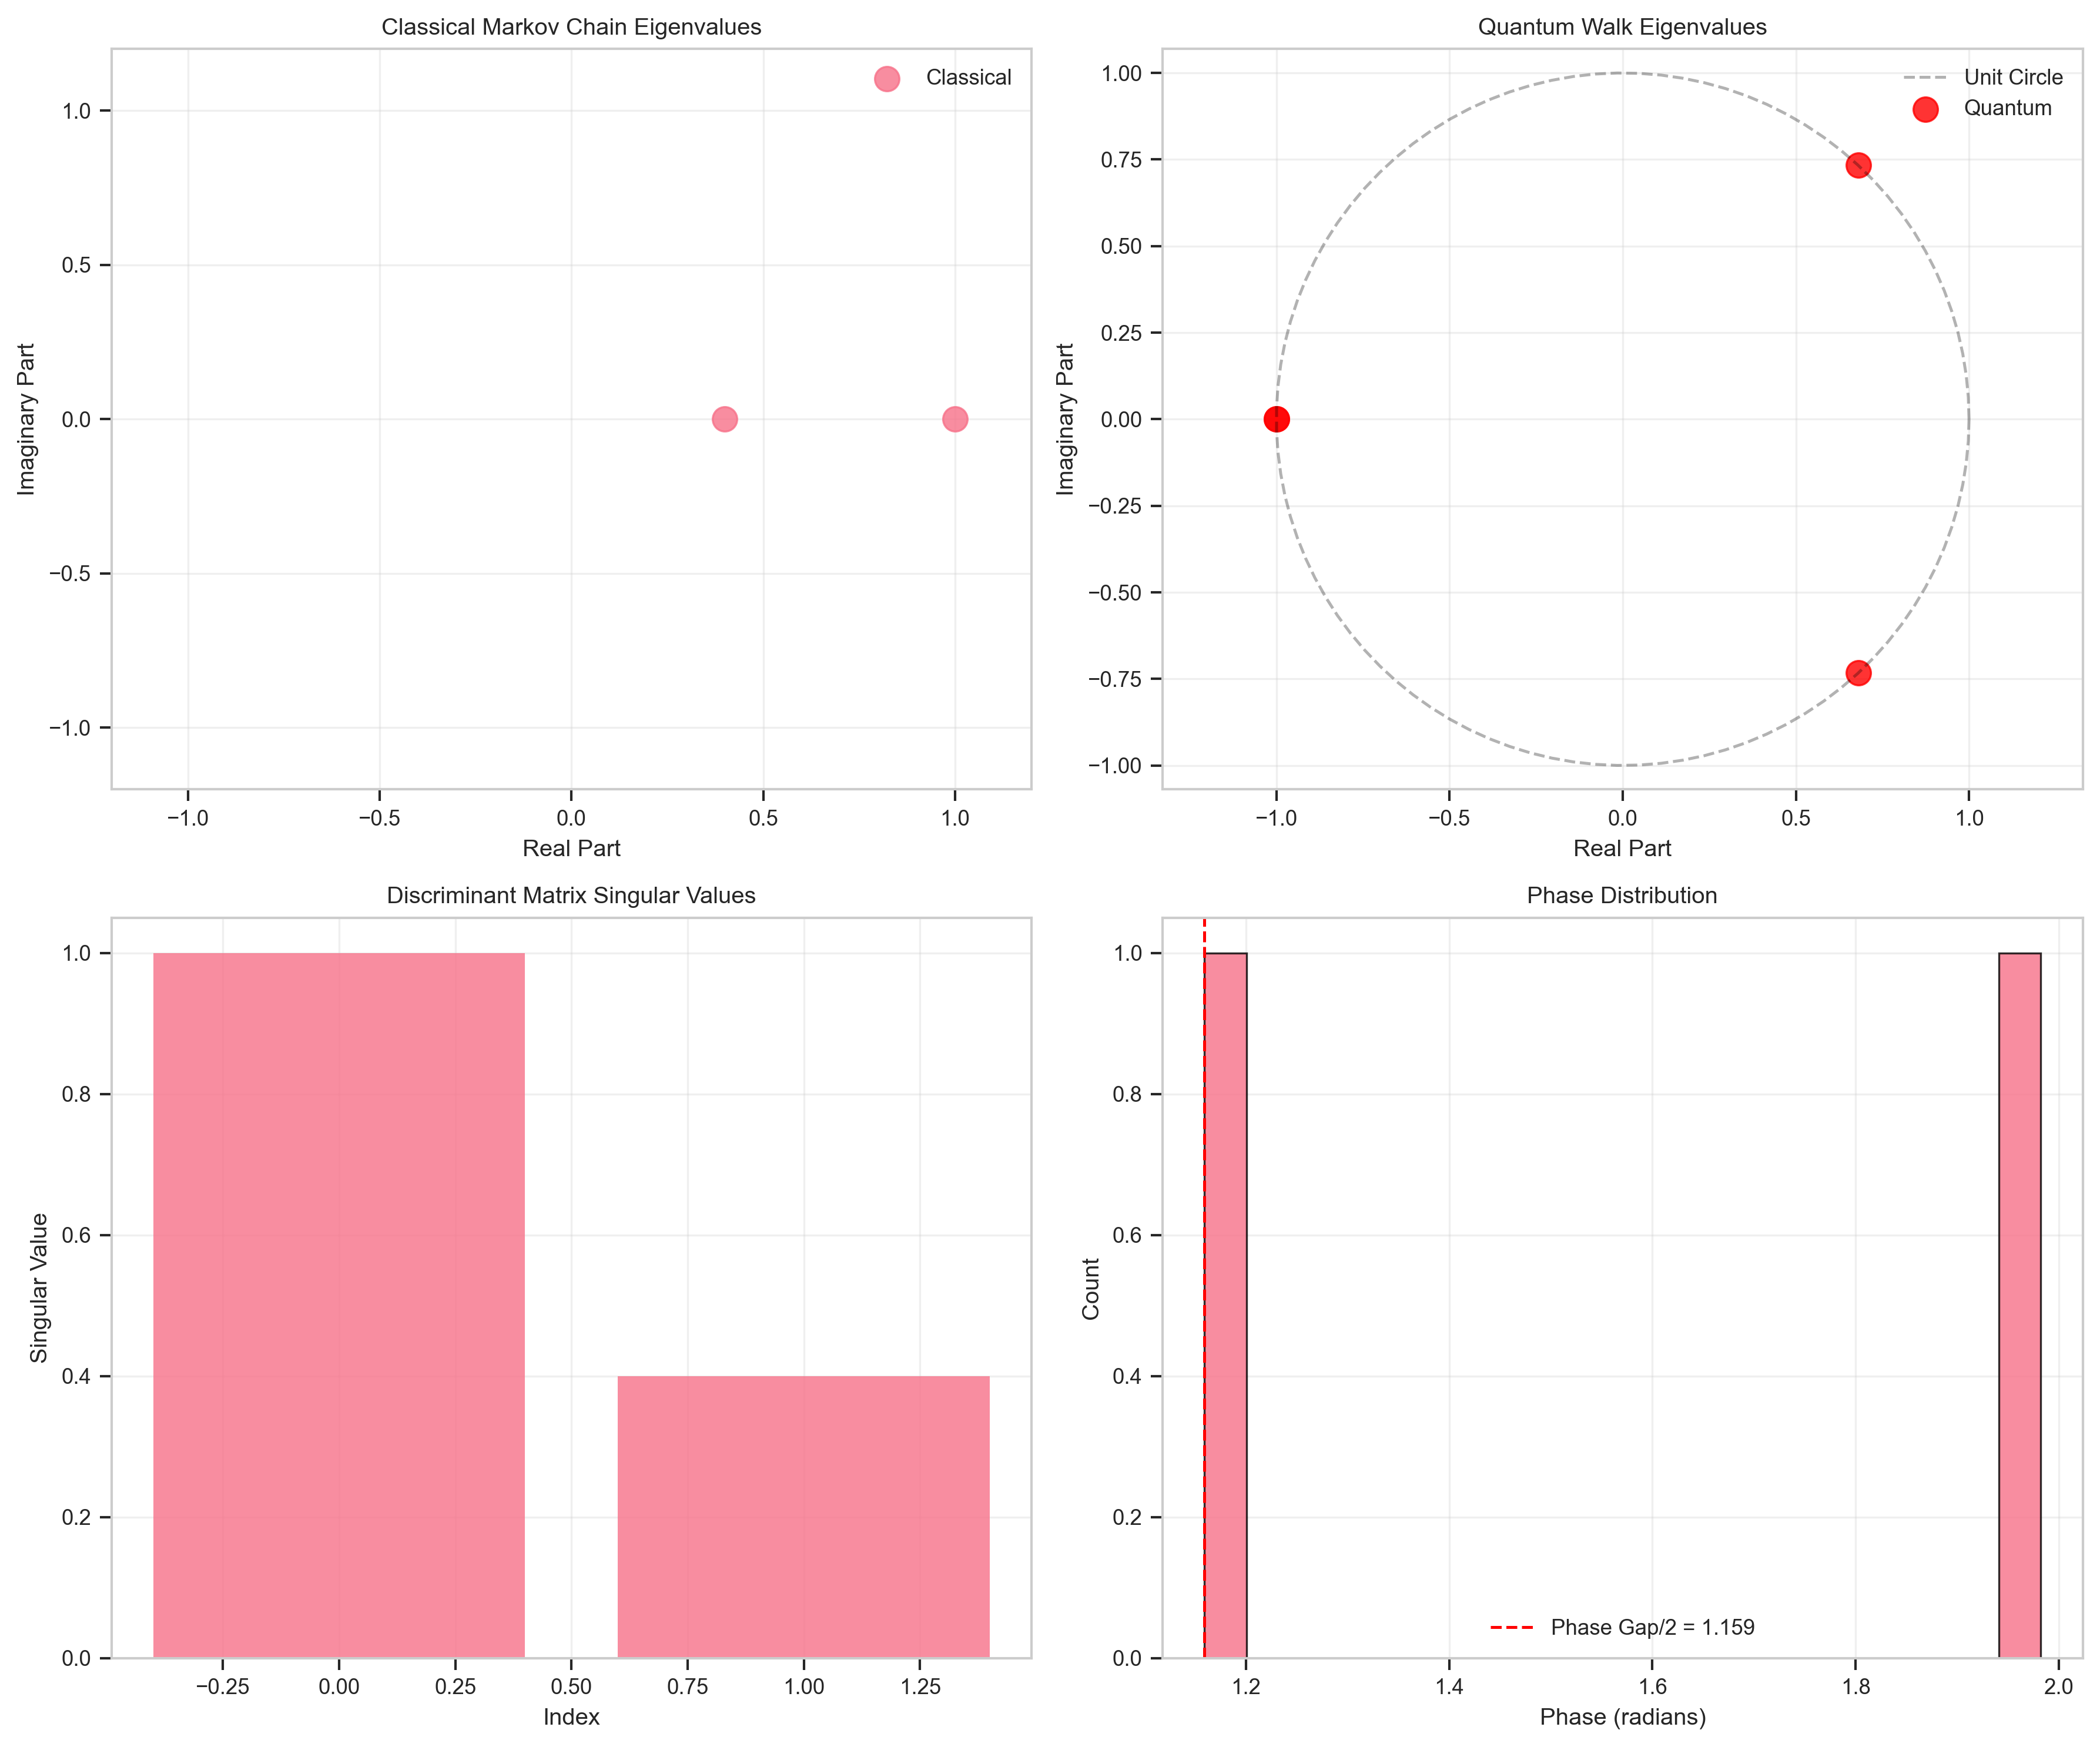 Classical Markov Chain Eigenvalues
Classical
1.0
0.5
0.0
−0.5
−1.0
Imaginary Part
−1.0 −0.5 0.0 0.5 1.0
Real Part
Quantum Walk Eigenvalues
Unit Circle
Quantum
1.00
0.75
0.50
0.25
0.00
−0.25
−0.50
−0.75
−1.00
Imaginary Part
−1.0 −0.5 0.0 0.5 1.0
Real Part
Discriminant Matrix Singular Values
1.0
0.8
0.6
0.4
0.2
0.0
Singular Value
−0.25 0.00 0.25 0.50 0.75 1.00 1.25
Index
Phase Distribution
1.0
0.8
0.6
0.4
0.2
0.0
Count
Phase Gap/2 = 1.159
1.2 1.4 1.6 1.8 2.0
Phase (radians)